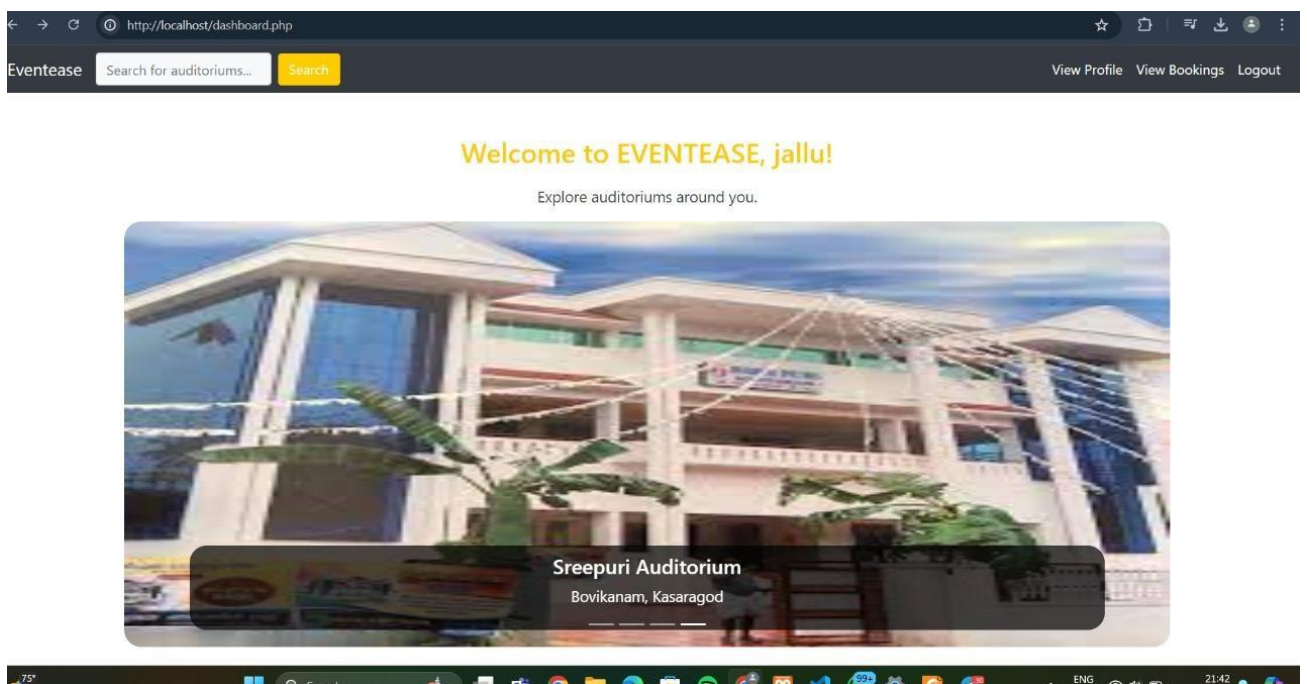 http://localhost/dashboard.php
Eventease Search for auditoriums... Search View Profile View Bookings Logout
Welcome to EVENTEASE, jallu!
Explore auditoriums around you.
Sreepuri Auditorium
Bovikanam, Kasaragod
75° 99+ ENG 21:42